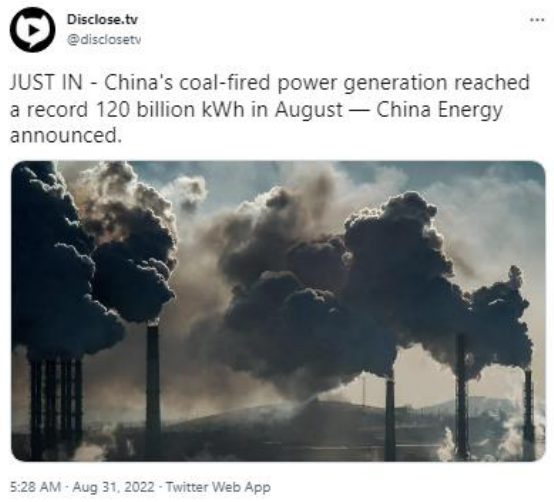 Disclose.tv
@disclosetv
JUST IN - China's coal-fired power generation reached
a record 120 billion kWh in August — China Energy
announced.
5:28 AM · Aug 31, 2022 · Twitter Web App